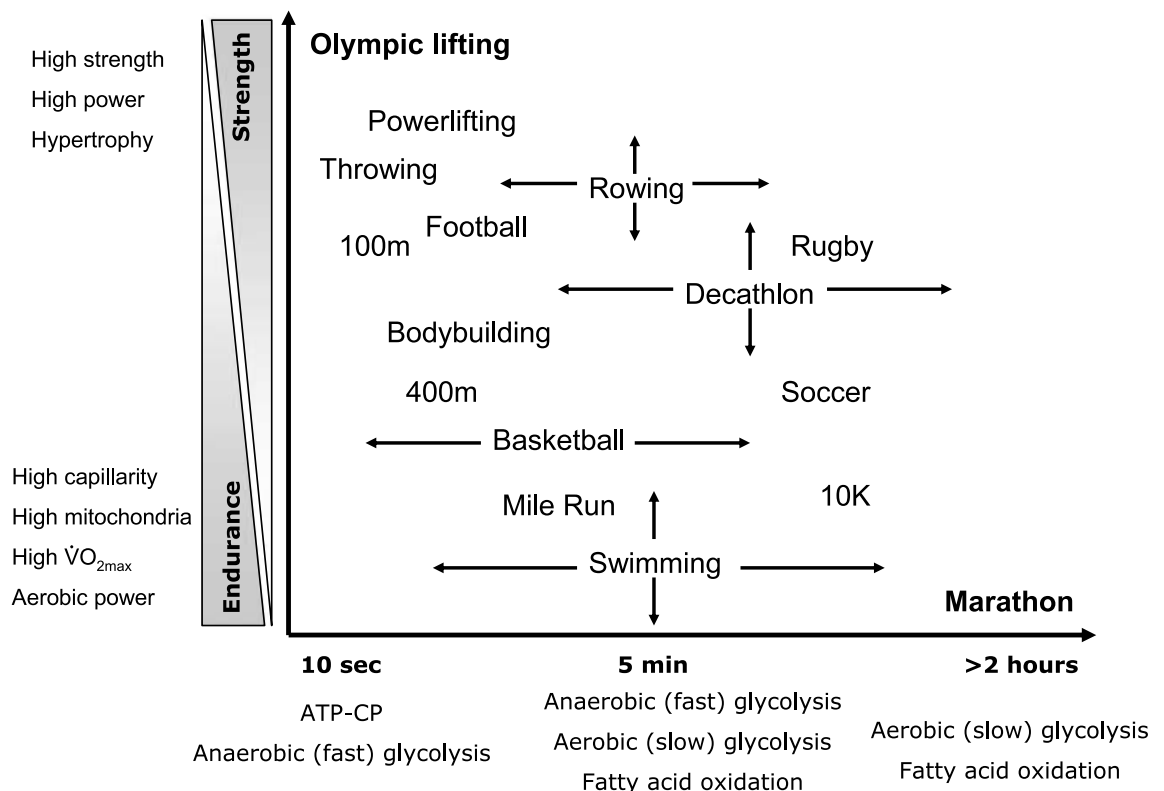 High strength
High power
Hypertrophy
Strength
Endurance
High capillarity
High mitochondria
High V̇O₂max
Aerobic power
Olympic lifting
Powerlifting
Throwing
Rowing
Football
100m
Rugby
Decathlon
Bodybuilding
400m
Soccer
Basketball
Mile Run
10K
Swimming
Marathon
10 sec
5 min
>2 hours
ATP-CP
Anaerobic (fast) glycolysis
Anaerobic (fast) glycolysis
Aerobic (slow) glycolysis
Fatty acid oxidation
Aerobic (slow) glycolysis
Fatty acid oxidation